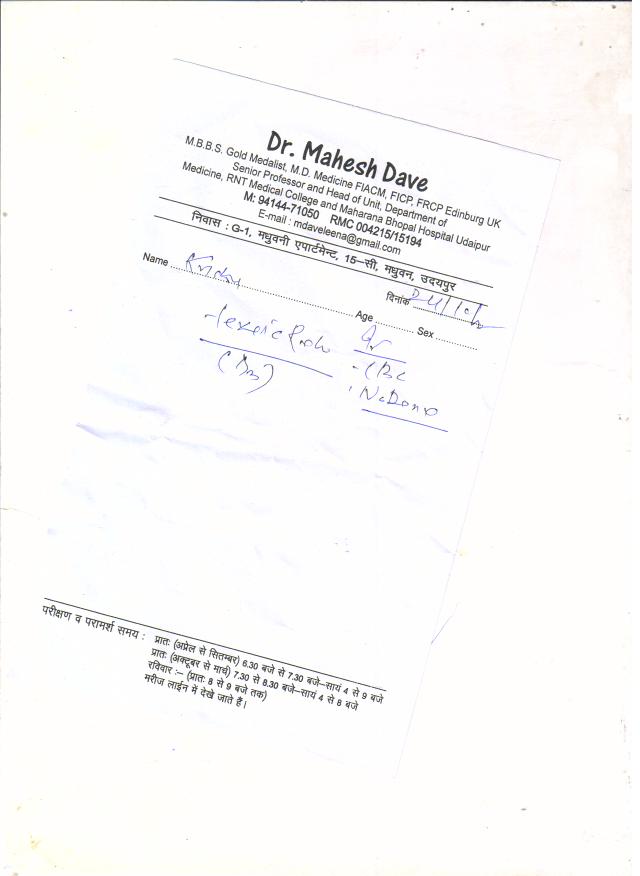 Dr. Mahesh Dave
M.B.B.S. Gold Medalist, M.D. Medicine FIACM, FICP, FRCP Edinburg UK
Senior Professor and Head of Unit, Department of
Medicine, RNT Medical College and Maharana Bhopal Hospital Udaipur
M: 94144-71050 RMC 004215/15194
E-mail : mdaveleena@gmail.com
निवास : G-1, मधुवनी एपार्टमेन्ट, 15-सी, मधुवन, उदयपुर
दिनांक
Name Age Sex
CBC
परीक्षण व परामर्श समय : प्रातः (अप्रेल से सितम्बर) 6.30 बजे से 7.30 बजे-सायं 4 से 9 बजे
प्रातः (अक्टूबर से मार्च) 7.30 से 8.30 बजे-सायं 4 से 8 बजे
रविवार :- (प्रातः 8 से 9 बजे तक)
मरीज लाईन में देखे जाते हैं।